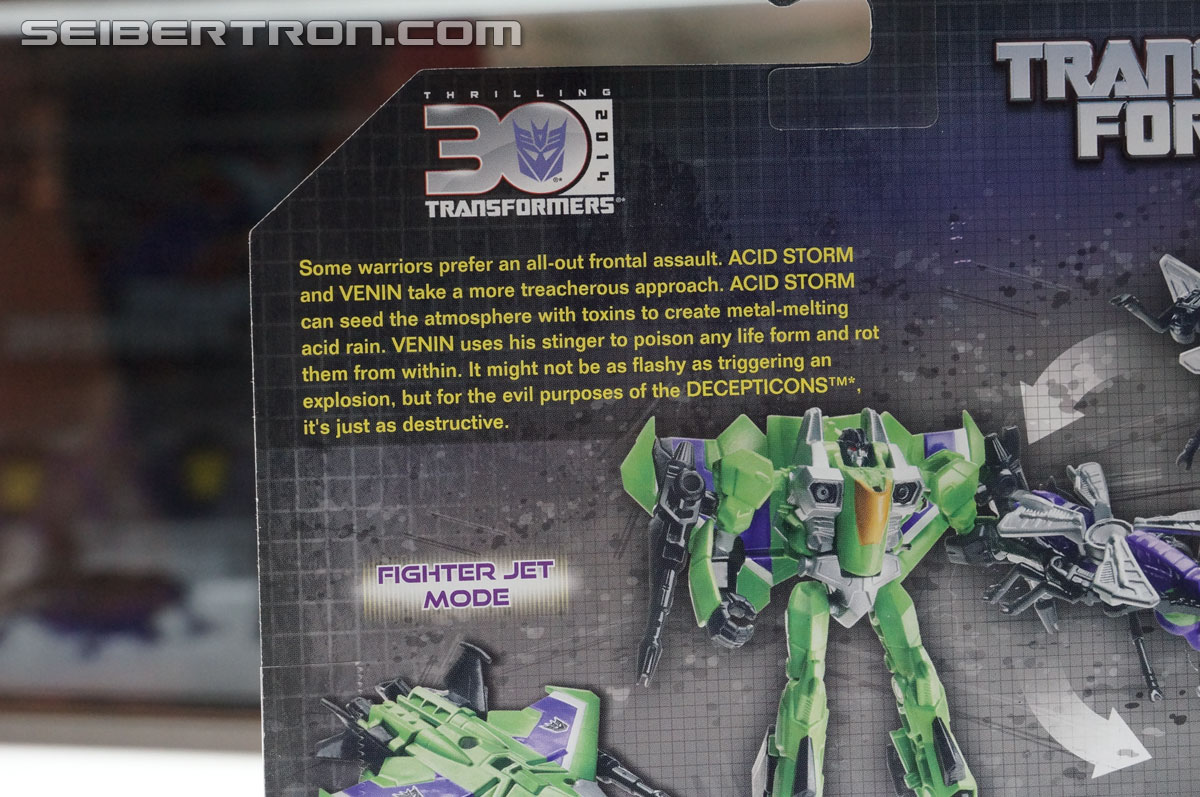 SEIBERTRON.com
THRILLING
30
2014
TRANSFORMERS®*
TRANS
FOR
Some warriors prefer an all-out frontal assault. ACID STORM
and VENIN take a more treacherous approach. ACID STORM
can seed the atmosphere with toxins to create metal-melting
acid rain. VENIN uses his stinger to poison any life form and rot
them from within. It might not be as flashy as triggering an
explosion, but for the evil purposes of the DECEPTICONS™*,
it's just as destructive.
FIGHTER JET
MODE